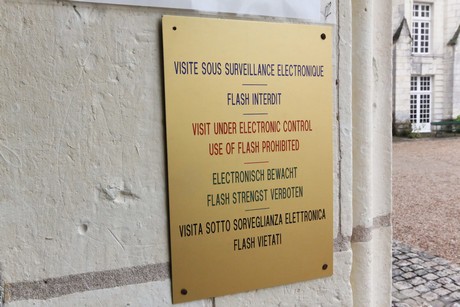 VISITE SOUS SURVEILLANCE ELECTRONIQUE
FLASH INTERDIT
VISIT UNDER ELECTRONIC CONTROL
USE OF FLASH PROHIBITED
ELECTRONISCH BEWACHT
FLASH STRENGST VERBOTEN
VISITA SOTTO SORVEGLIANZA ELETTRONICA
FLASH VIETATI